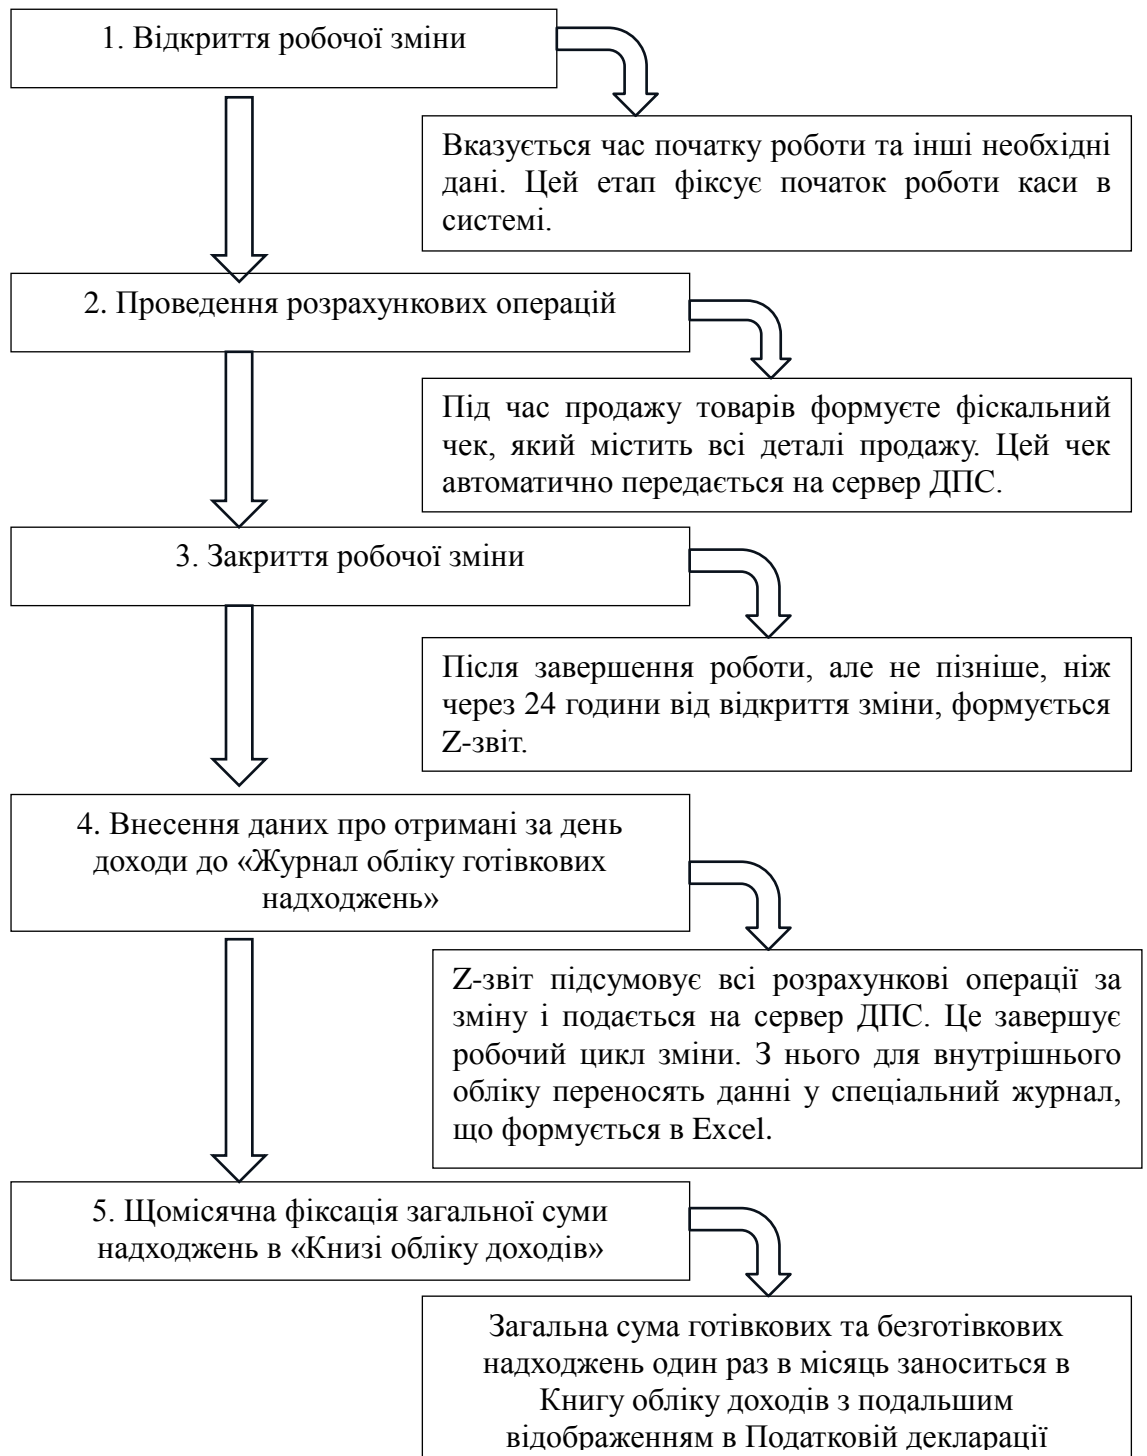 1. Відкриття робочої зміни
Вказується час початку роботи та інші необхідні
дані. Цей етап фіксує початок роботи каси в
системі.
2. Проведення розрахункових операцій
Під час продажу товарів формуєте фіскальний
чек, який містить всі деталі продажу. Цей чек
автоматично передається на сервер ДПС.
3. Закриття робочої зміни
Після завершення роботи, але не пізніше, ніж
через 24 години від відкриття зміни, формується
Z-звіт.
4. Внесення даних про отримані за день
доходи до «Журнал обліку готівкових
надходжень»
Z-звіт підсумовує всі розрахункові операції за
зміну і подається на сервер ДПС. Це завершує
робочий цикл зміни. З нього для внутрішнього
обліку переносять данні у спеціальний журнал,
що формується в Excel.
5. Щомісячна фіксація загальної суми
надходжень в «Книзі обліку доходів»
Загальна сума готівкових та безготівкових
надходжень один раз в місяць заноситься в
Книгу обліку доходів з подальшим
відображенням в Податковій декларації